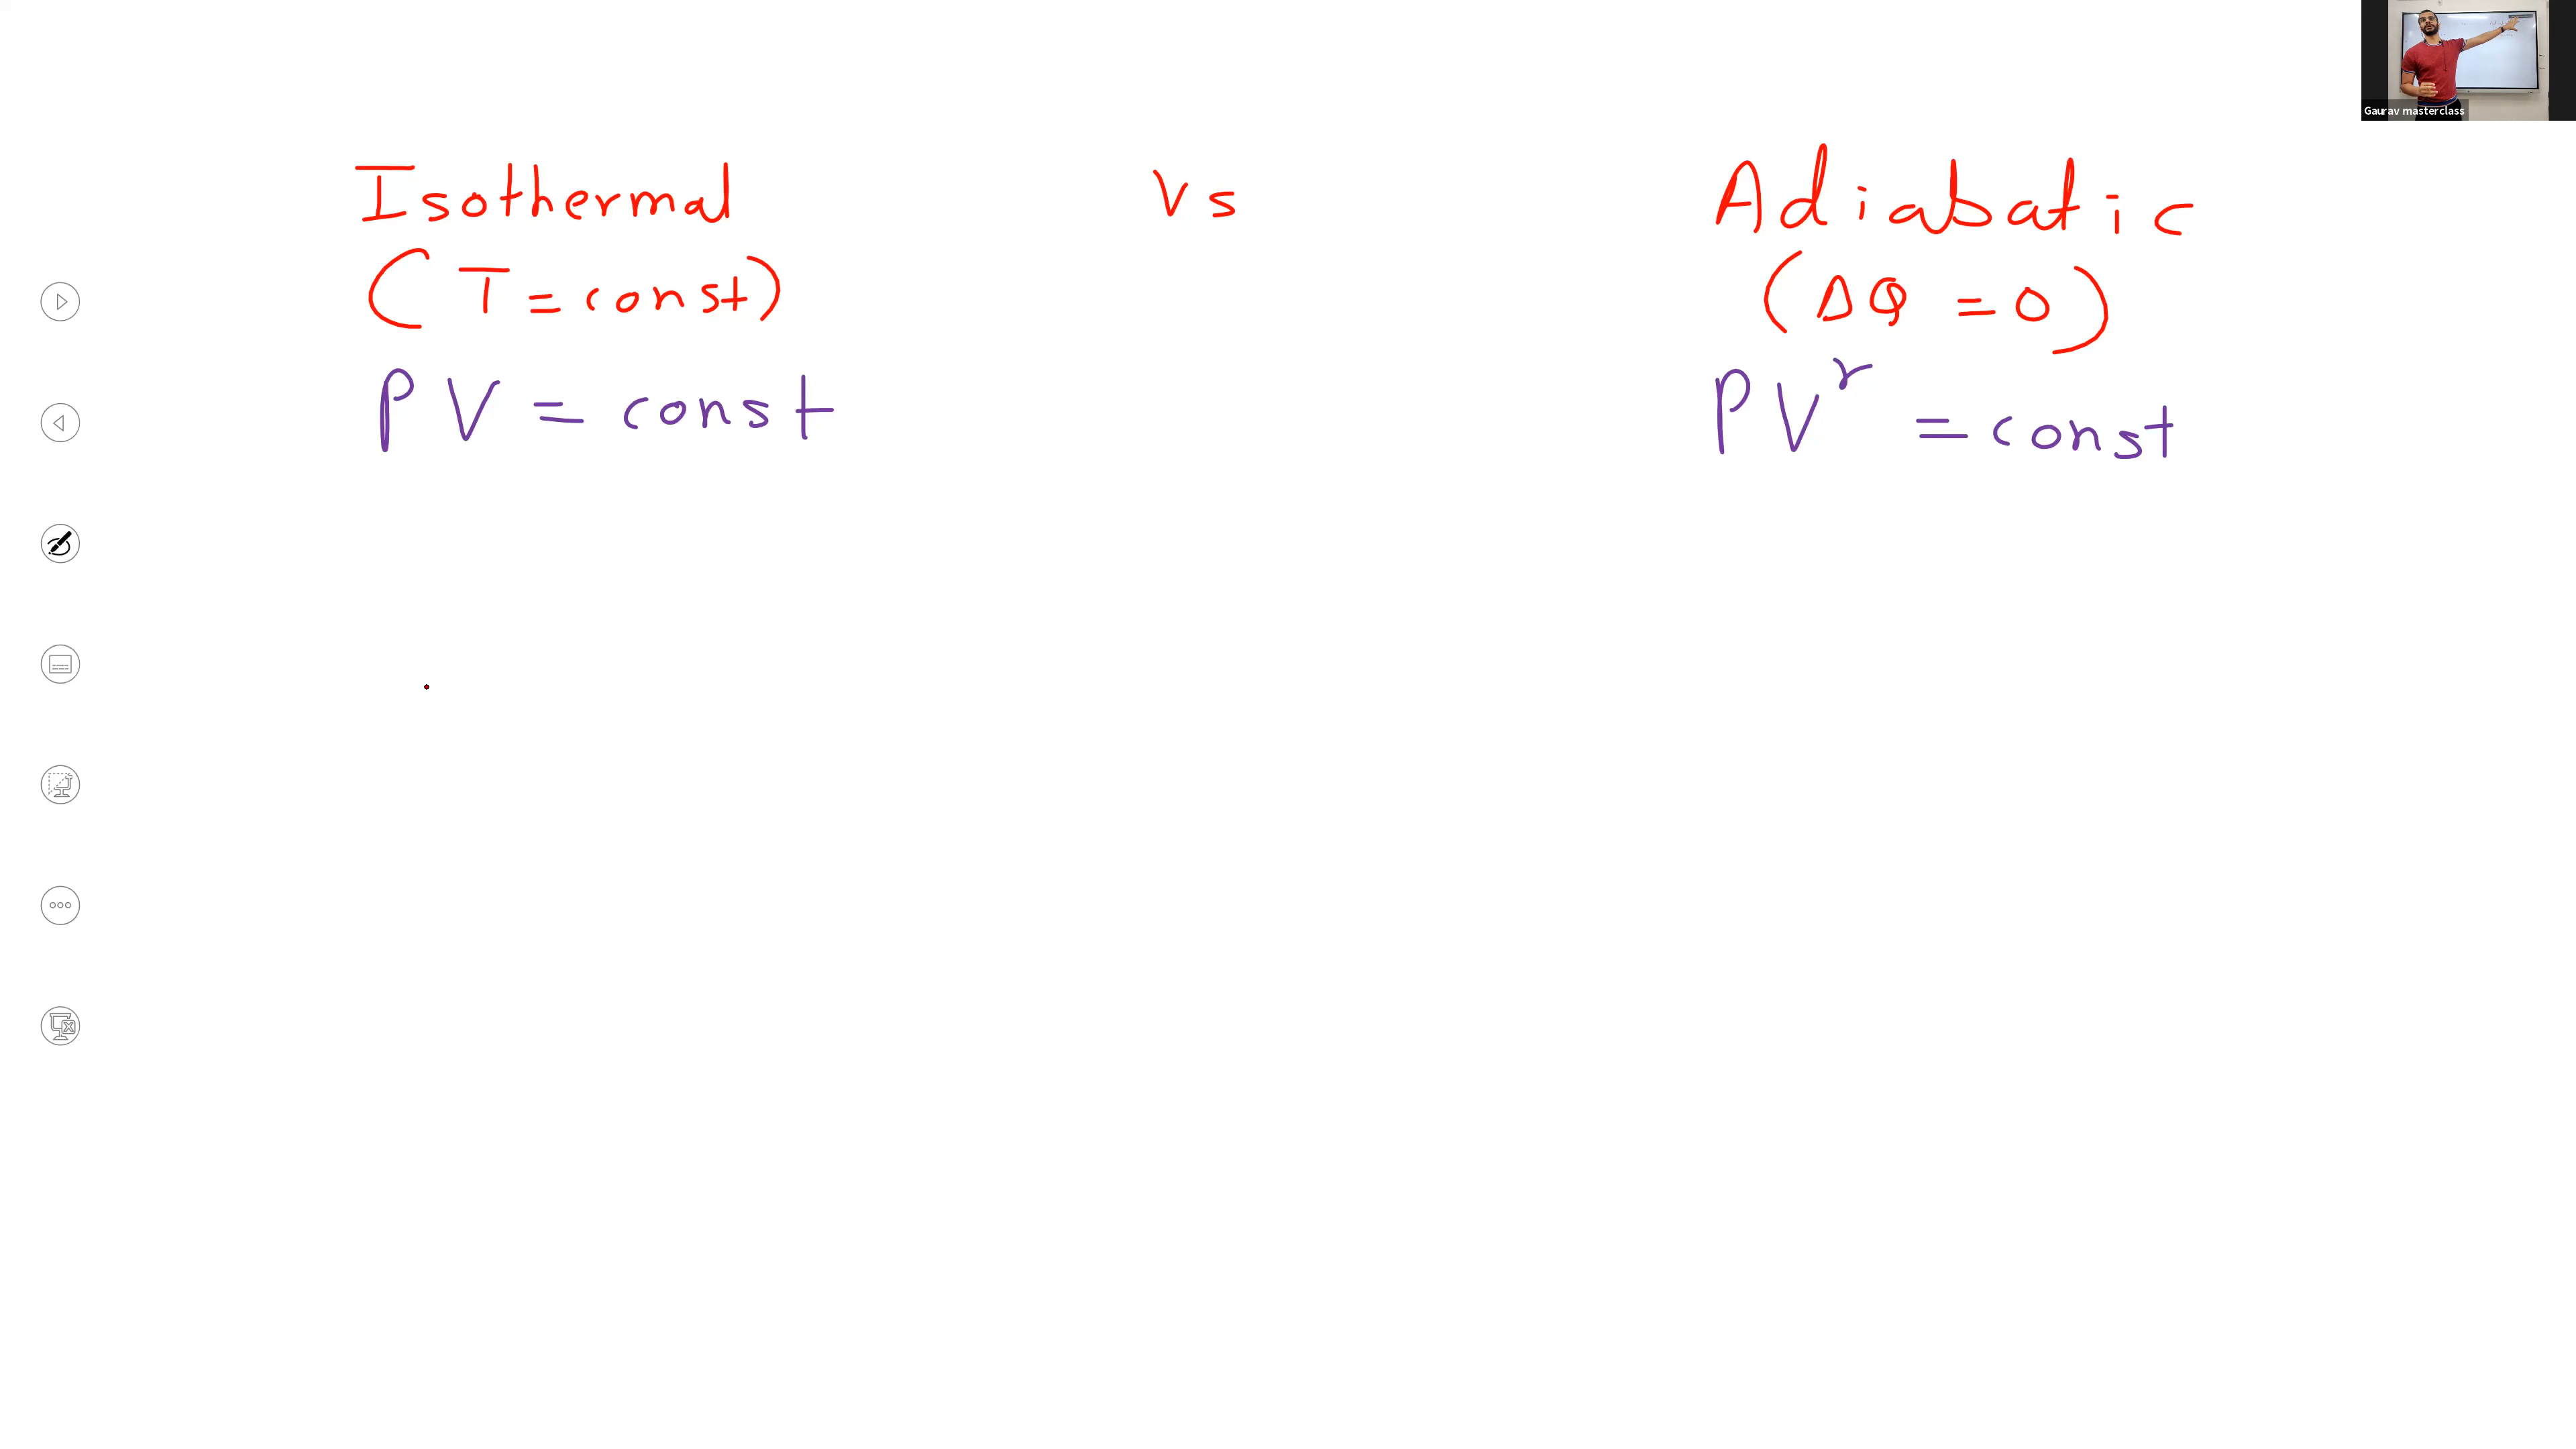 Gaurav masterclass
Isothermal Vs Adiabatic
(T = const) (ΔQ = 0)
PV = const PV^γ = const